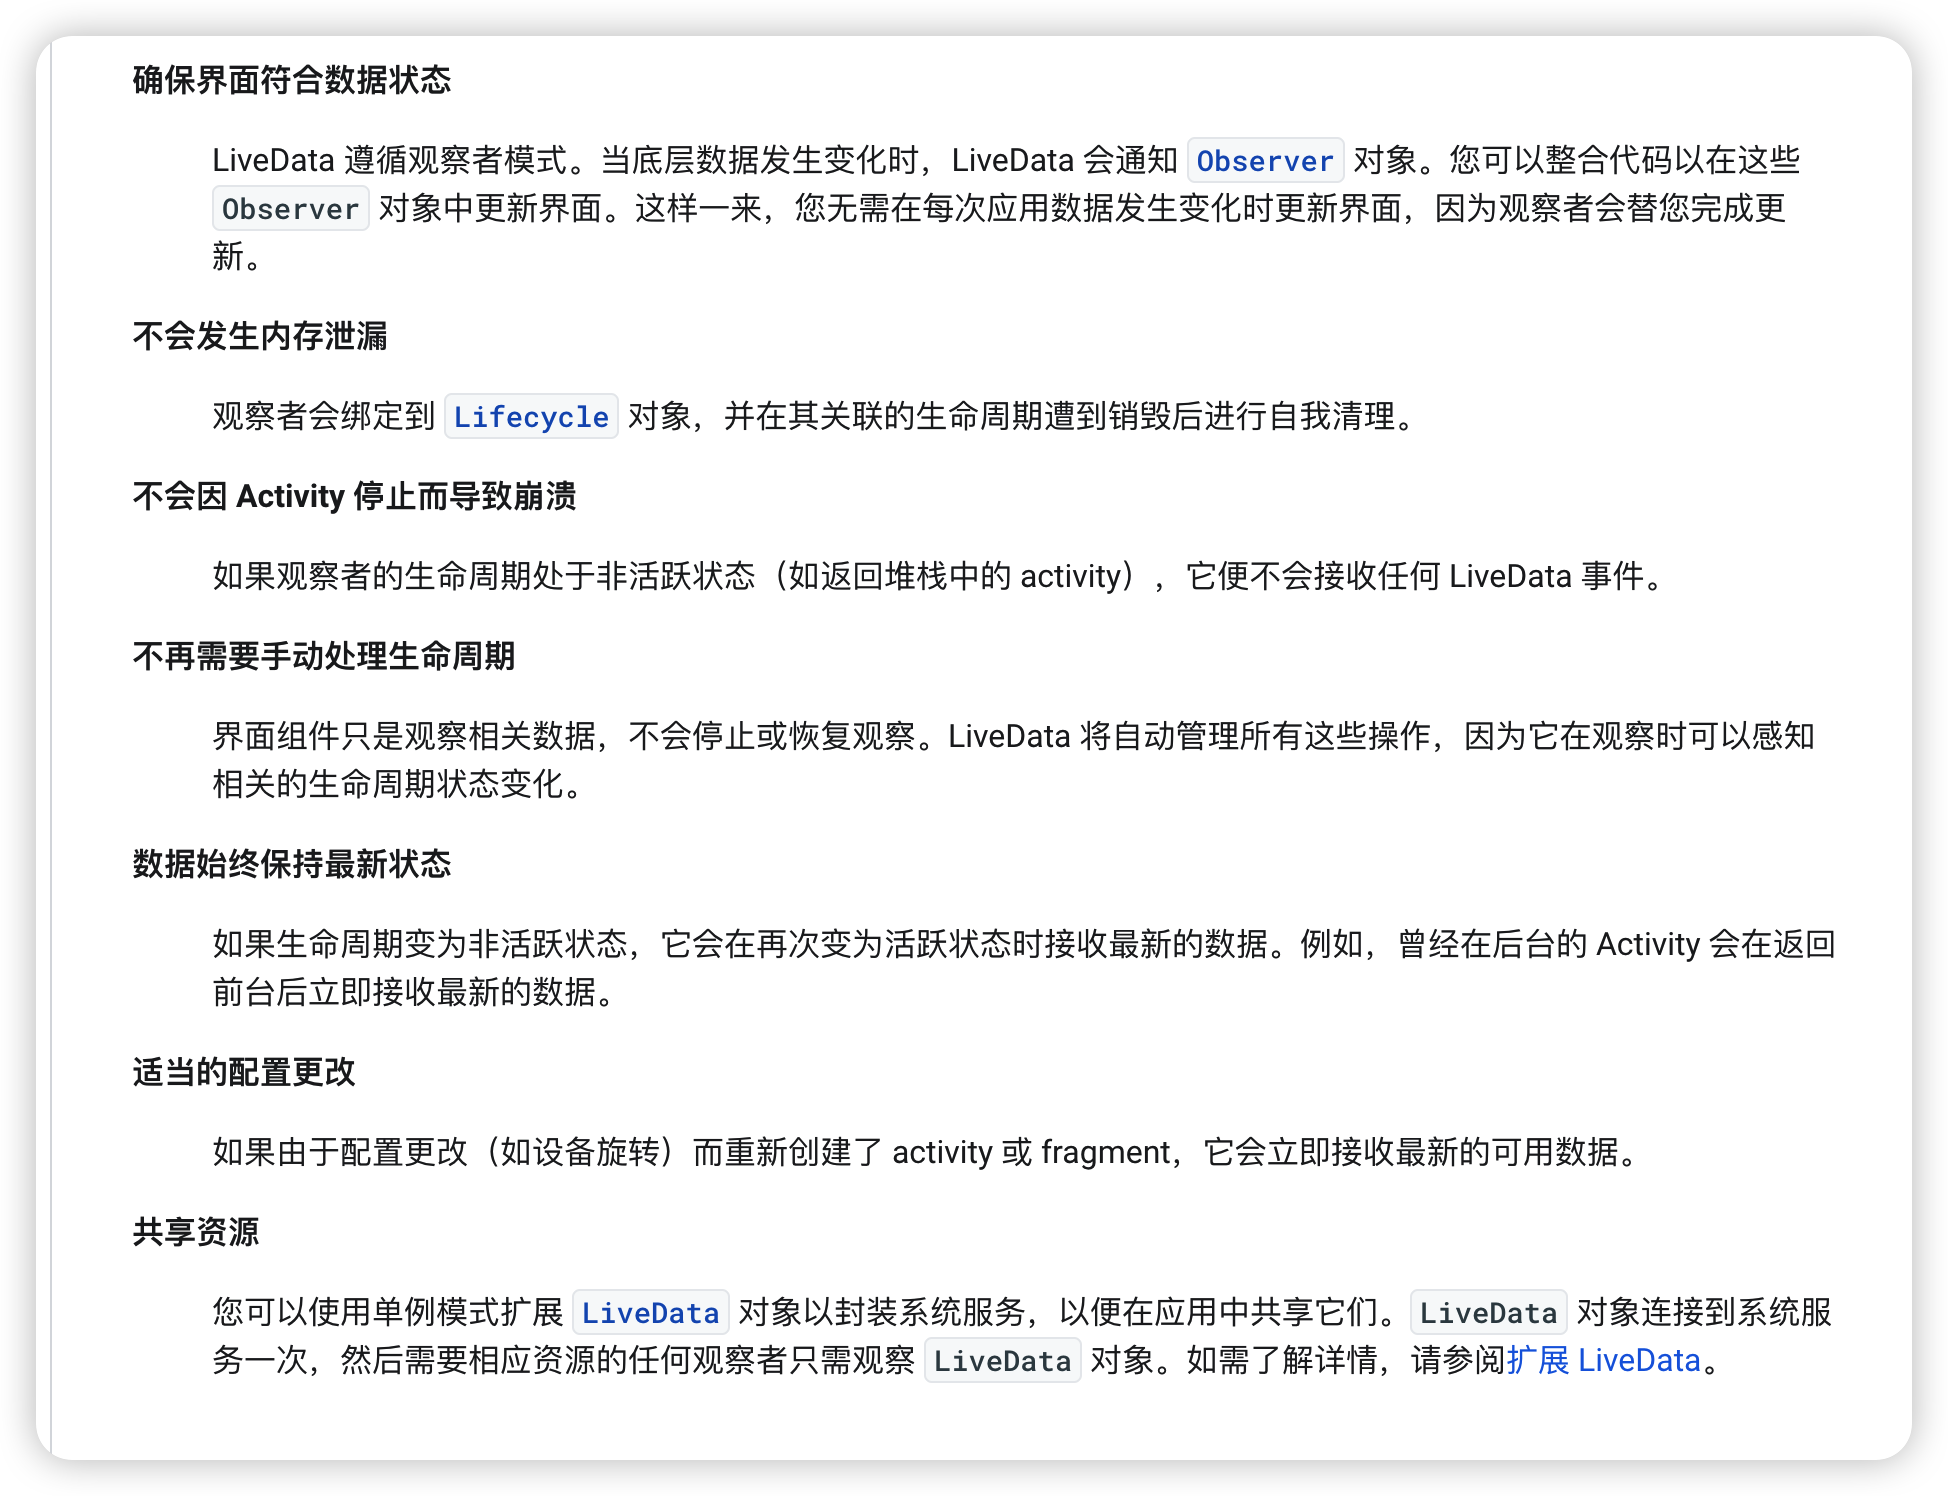 确保界面符合数据状态
LiveData 遵循观察者模式。当底层数据发生变化时，LiveData 会通知 Observer 对象。您可以整合代码以在这些
Observer 对象中更新界面。这样一来，您无需在每次应用数据发生变化时更新界面，因为观察者会替您完成更
新。
不会发生内存泄漏
观察者会绑定到 Lifecycle 对象，并在其关联的生命周期遭到销毁后进行自我清理。
不会因 Activity 停止而导致崩溃
如果观察者的生命周期处于非活跃状态（如返回堆栈中的 activity），它便不会接收任何 LiveData 事件。
不再需要手动处理生命周期
界面组件只是观察相关数据，不会停止或恢复观察。LiveData 将自动管理所有这些操作，因为它在观察时可以感知
相关的生命周期状态变化。
数据始终保持最新状态
如果生命周期变为非活跃状态，它会在再次变为活跃状态时接收最新的数据。例如，曾经在后台的 Activity 会在返回
前台后立即接收最新的数据。
适当的配置更改
如果由于配置更改（如设备旋转）而重新创建了 activity 或 fragment，它会立即接收最新的可用数据。
共享资源
您可以使用单例模式扩展 LiveData 对象以封装系统服务，以便在应用中共享它们。LiveData 对象连接到系统服
务一次，然后需要相应资源的任何观察者只需观察 LiveData 对象。如需了解详情，请参阅扩展 LiveData。